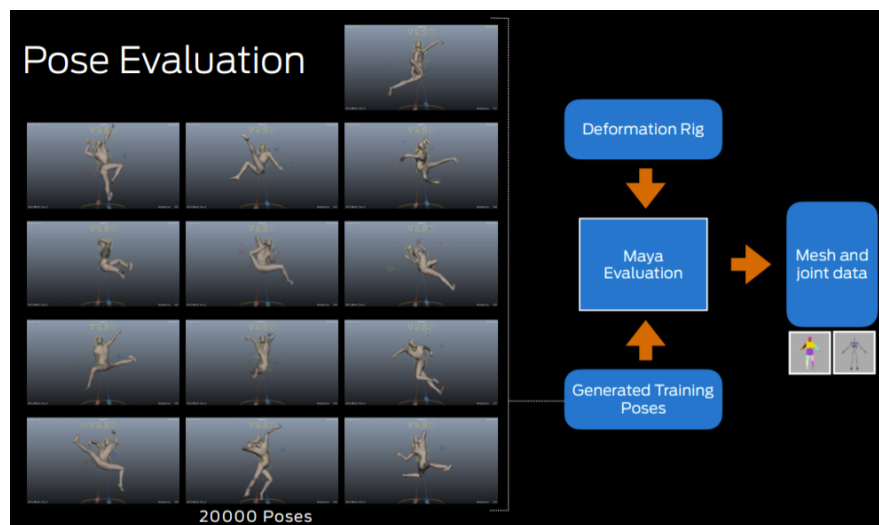 Pose Evaluation
Deformation Rig
Maya
Evaluation
Mesh and
joint data
Generated Training
Poses
20000 Poses